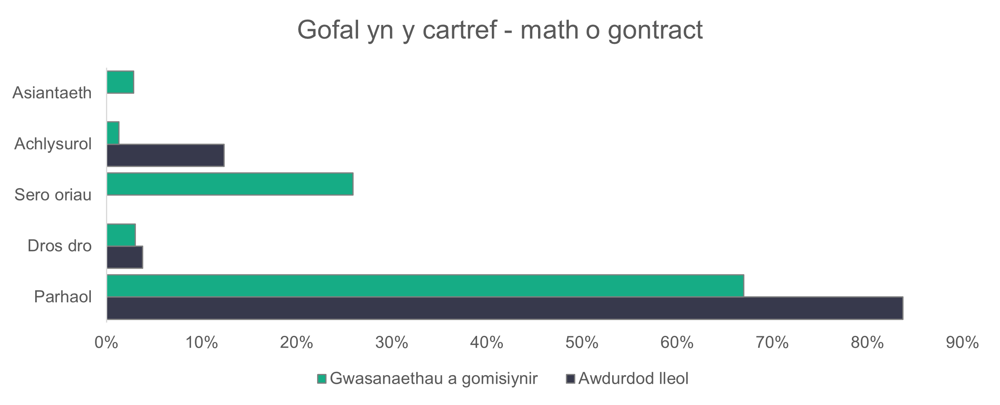 Gofal yn y cartref - math o gontract
Asiantaeth
Achlysurol
Sero oriau
Dros dro
Parhaol
0% 10% 20% 30% 40% 50% 60% 70% 80% 90%
Gwasanaethau a gomisiynir Awdurdod lleol